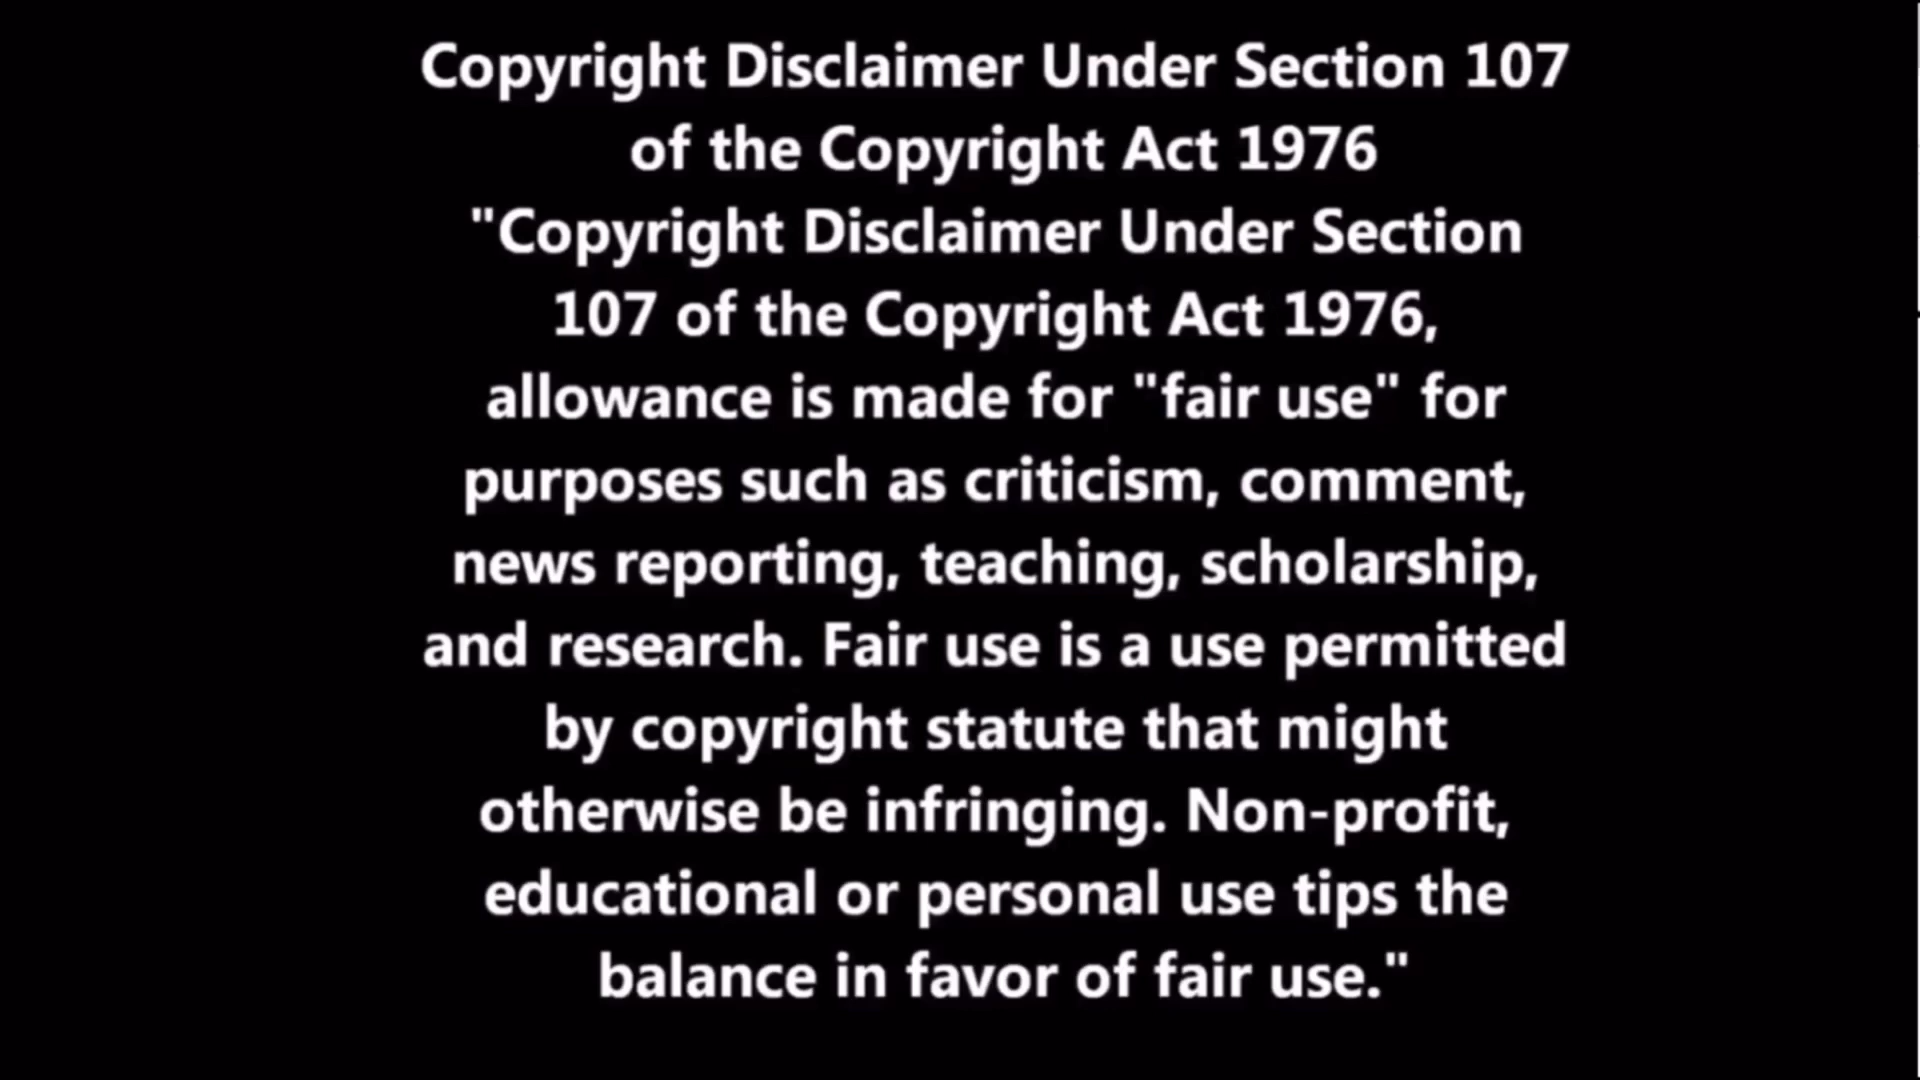 Copyright Disclaimer Under Section 107
of the Copyright Act 1976
"Copyright Disclaimer Under Section
107 of the Copyright Act 1976,
allowance is made for "fair use" for
purposes such as criticism, comment,
news reporting, teaching, scholarship,
and research. Fair use is a use permitted
by copyright statute that might
otherwise be infringing. Non-profit,
educational or personal use tips the
balance in favor of fair use."